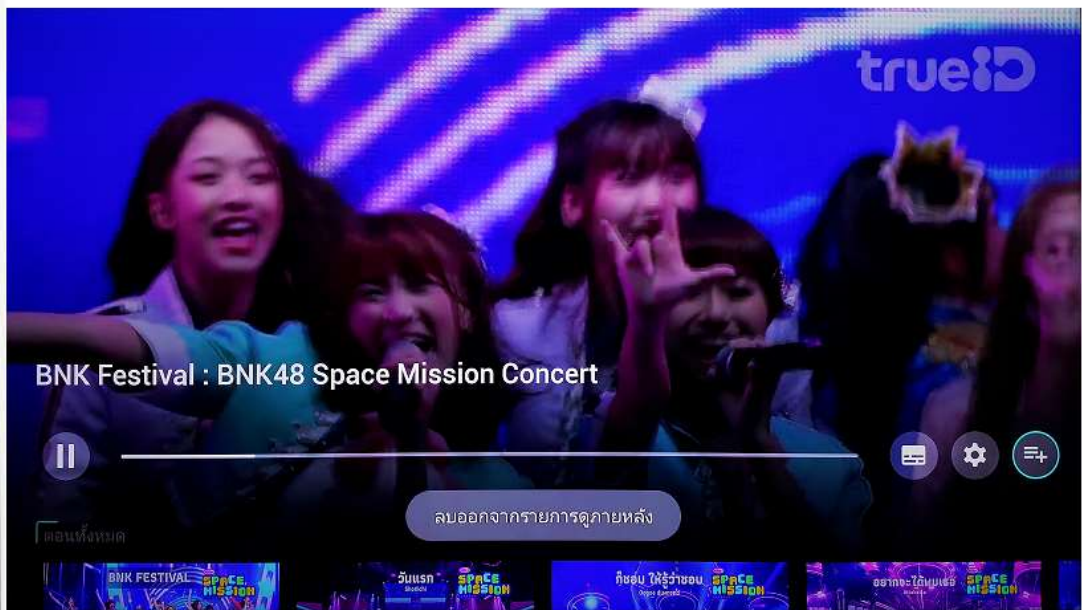 trueiD
BNK Festival : BNK48 Space Mission Concert
ลบออกจากรายการดูภายหลัง
ตอนทั้งหมด
BNK FESTIVAL SPACE MISSION
วันแรก
Shonichi
SPACE MISSION
ก็ชอบ ให้รู้ว่าชอบ
SPACE MISSION
อยากจะได้พบเธอ
SPACE MISSION